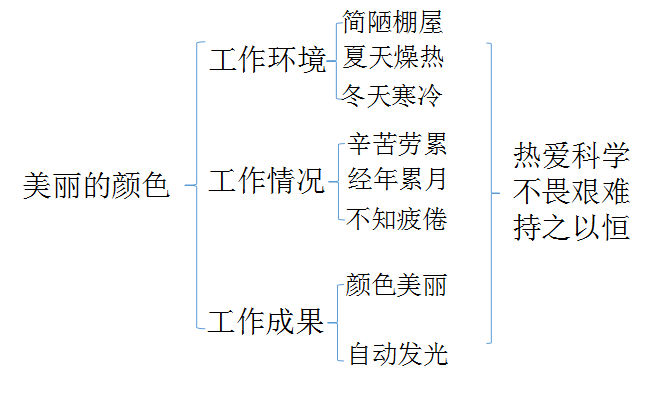 美丽的颜色
工作环境
简陋棚屋
夏天燥热
冬天寒冷
工作情况
辛苦劳累
经年累月
不知疲倦
工作成果
颜色美丽
自动发光
热爱科学
不畏艰难
持之以恒